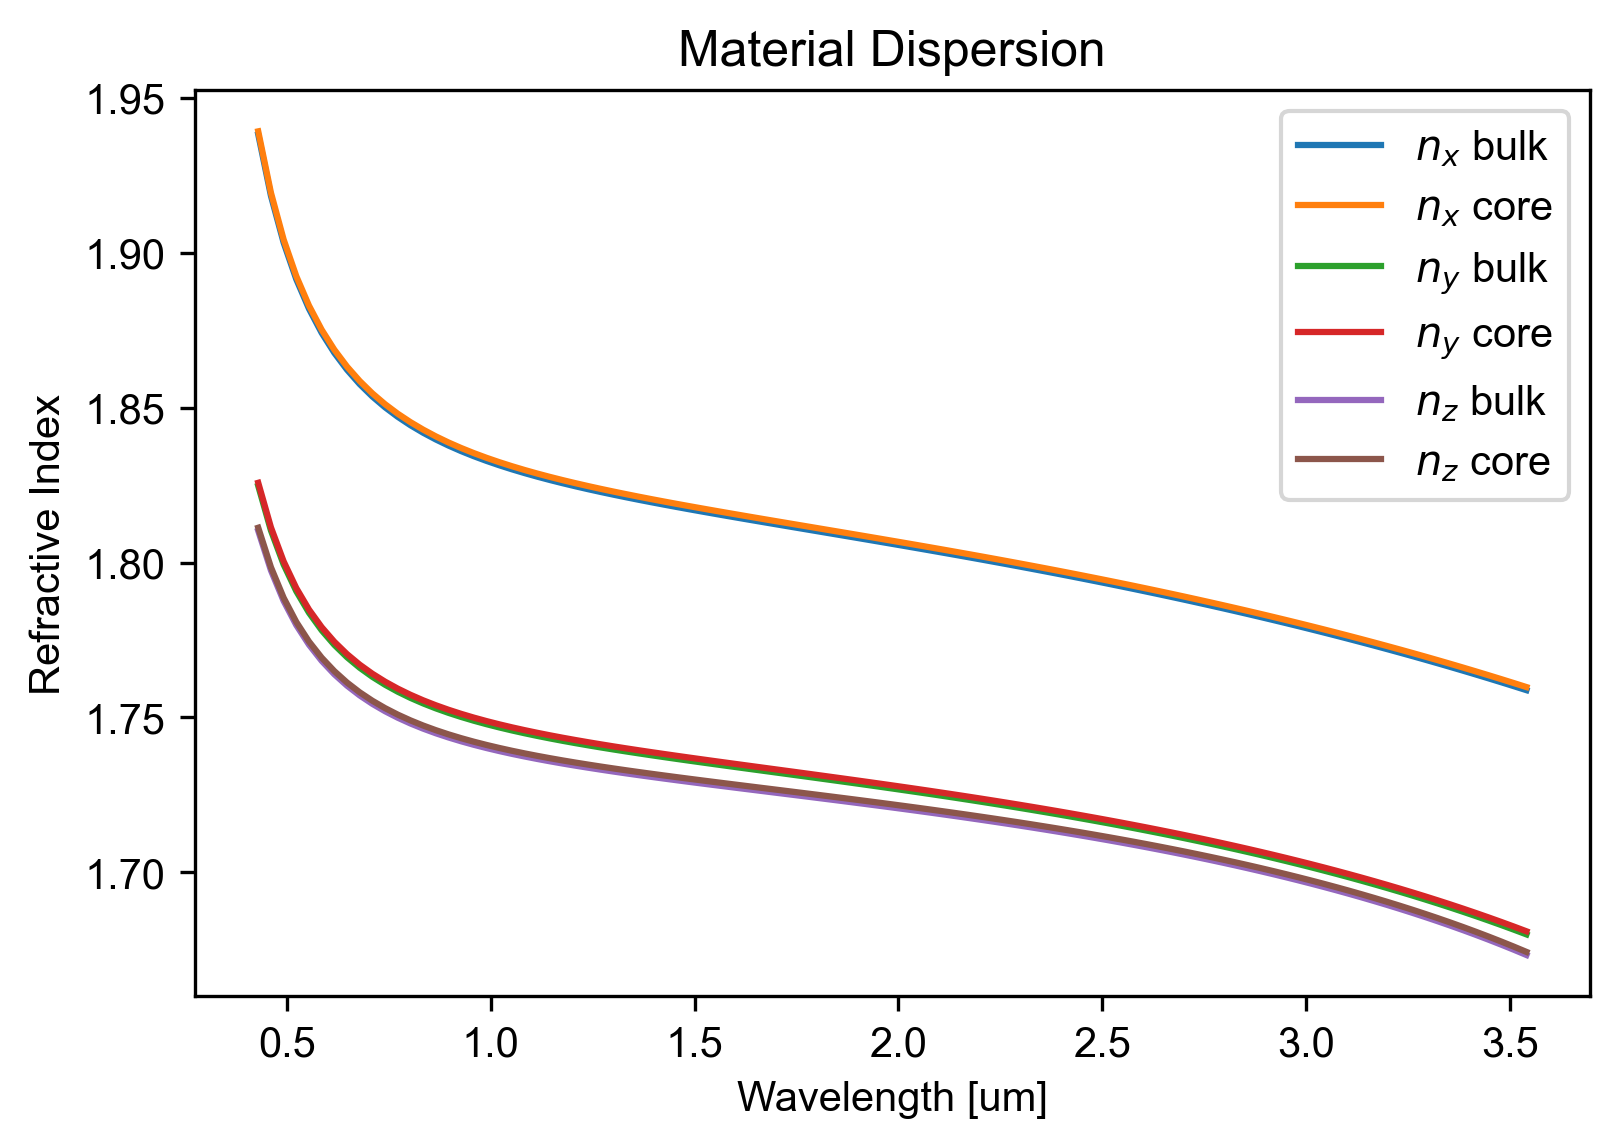 Material Dispersion
1.95
1.90
1.85
1.80
1.75
1.70
Refractive Index
n_x bulk
n_x core
n_y bulk
n_y core
n_z bulk
n_z core
0.5 1.0 1.5 2.0 2.5 3.0 3.5
Wavelength [um]